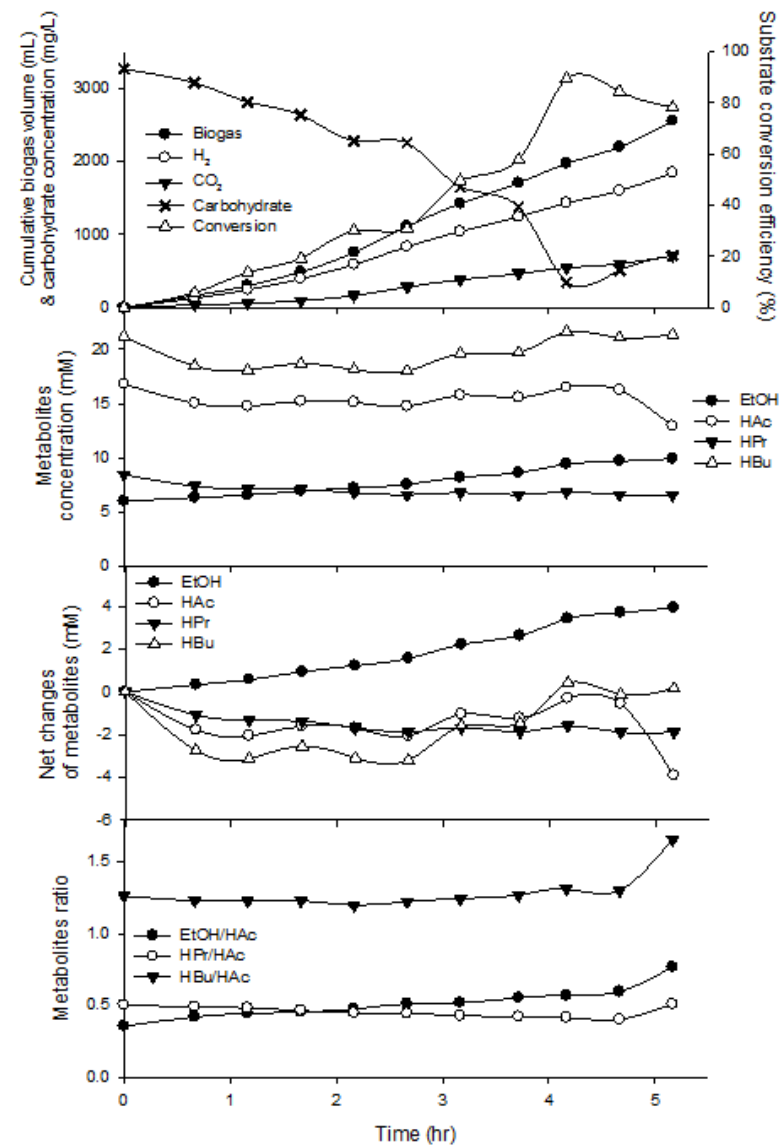 Cumulative biogas volume (mL)
& carbohydrate concentration (mg/L)
3000
2000
1000
0
Biogas
H2
CO2
Carbohydrate
Conversion
100
80
60
40
20
0
Substrate conversion
efficiency (%)
Metabolites
concentration (mM)
20
15
10
5
0
EtOH
HAc
HPr
HBu
Net changes
of metabolites (mM)
4
2
0
-2
-4
-6
EtOH
HAc
HPr
HBu
Metabolites ratio
1.5
1.0
0.5
0.0
EtOH/HAc
HPr/HAc
HBu/HAc
0 1 2 3 4 5
Time (hr)